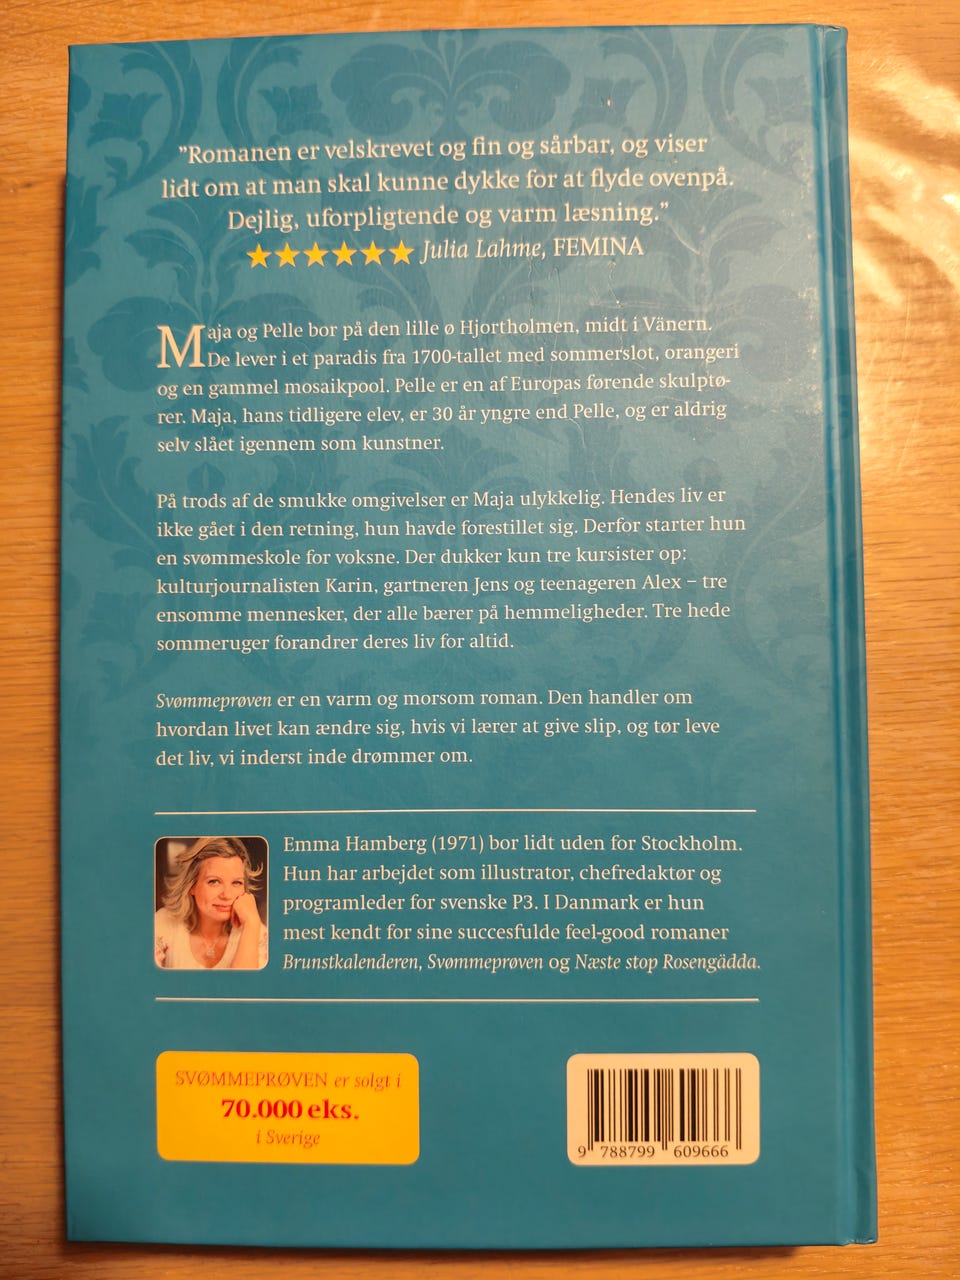 "Romanen er velskrevet og fin og sårbar, og viser
lidt om at man skal kunne dykke for at flyde ovenpå.
Dejlig, uforpligtende og varm læsning."
★★★★★★ Julia Lahme, FEMINA
Maja og Pelle bor på den lille ø Hjortholmen, midt i Vänern.
De lever i et paradis fra 1700-tallet med sommerslot, orangeri
og en gammel mosaikpool. Pelle er en af Europas førende skulptø-
rer. Maja, hans tidligere elev, er 30 år yngre end Pelle, og er aldrig
selv slået igennem som kunstner.
På trods af de smukke omgivelser er Maja ulykkelig. Hendes liv er
ikke gået i den retning, hun havde forestillet sig. Derfor starter hun
en svømmeskole for voksne. Der dukker kun tre kursister op:
kulturjournalisten Karin, gartneren Jens og teenageren Alex – tre
ensomme mennesker, der alle bærer på hemmeligheder. Tre hede
sommeruger forandrer deres liv for altid.
Svømmeprøven er en varm og morsom roman. Den handler om
hvordan livet kan ændre sig, hvis vi lærer at give slip, og tør leve
det liv, vi inderst inde drømmer om.
Emma Hamberg (1971) bor lidt uden for Stockholm.
Hun har arbejdet som illustrator, chefredaktør og
programleder for svenske P3. I Danmark er hun
mest kendt for sine succesfulde feel-good romaner
Brunstkalenderen, Svømmeprøven og Næste stop Rosengädda.
SVØMMEPRØVEN er solgt i
70.000 eks.
i Sverige
9 788799 609666